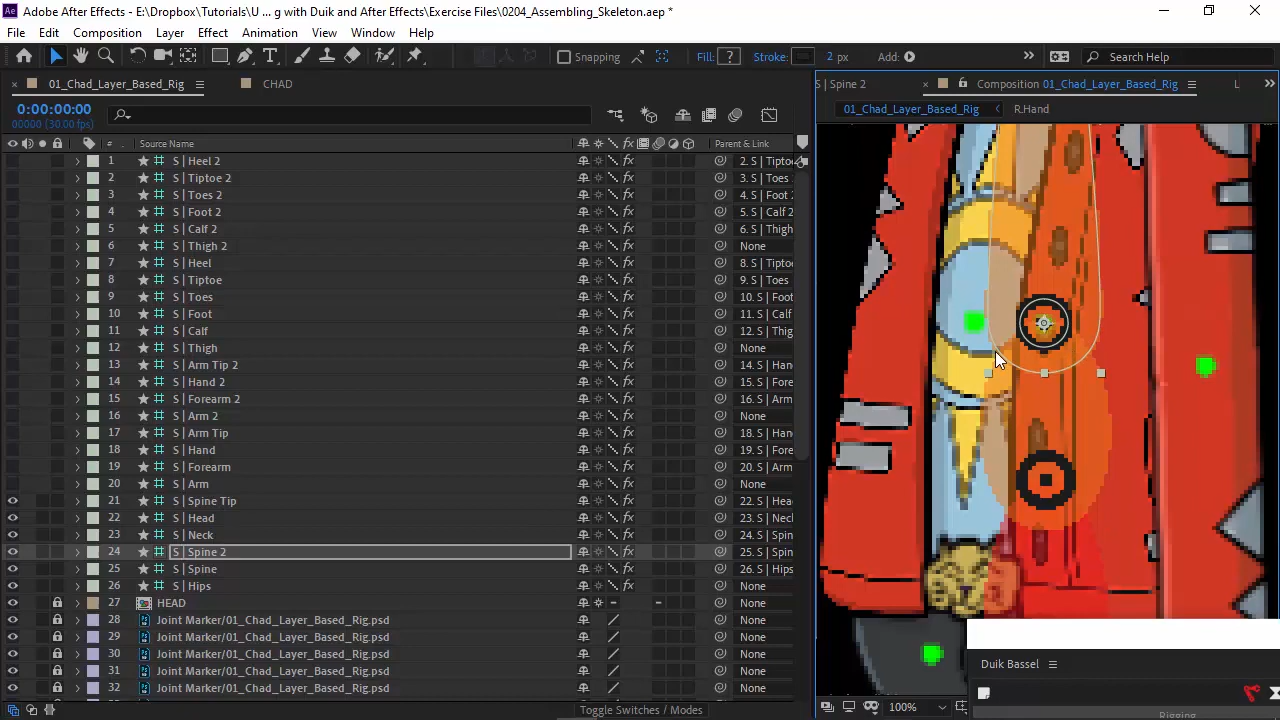 Adobe After Effects - E:\Dropbox\Tutorials\U ... g with Duik and After Effects\Exercise Files\0204_Assembling_Skeleton.aep *
File Edit Composition Layer Effect Animation View Window Help
Snapping Fill: ? Stroke: 2 px Add: Search Help
01_Chad_Layer_Based_Rig CHAD
S | Spine 2 Composition 01_Chad_Layer_Based_Rig L
0:00:00:00
00000 (30.00 fps)
01_Chad_Layer_Based_Rig R.Hand
# Source Name Parent & Link
1 S | Heel 2 2. S | Tipto
2 S | Tiptoe 2 3. S | Toes
3 S | Toes 2 4. S | Foot
4 S | Foot 2 5. S | Calf 2
5 S | Calf 2 6. S | Thigh
6 S | Thigh 2 None
7 S | Heel 8. S | Tipto
8 S | Tiptoe 9. S | Toes
9 S | Toes 10. S | Foot
10 S | Foot 11. S | Calf
11 S | Calf 12. S | Thig
12 S | Thigh None
13 S | Arm Tip 2 14. S | Han
14 S | Hand 2 15. S | Fore
15 S | Forearm 2 16. S | Arm
16 S | Arm 2 None
17 S | Arm Tip 18. S | Han
18 S | Hand 19. S | Fore
19 S | Forearm 20. S | Arm
20 S | Arm None
21 S | Spine Tip 22. S | Hea
22 S | Head 23. S | Neck
23 S | Neck 24. S | Spin
24 S | Spine 2 25. S | Spin
25 S | Spine 26. S | Hips
26 S | Hips None
27 HEAD None
28 Joint Marker/01_Chad_Layer_Based_Rig.psd None
29 Joint Marker/01_Chad_Layer_Based_Rig.psd None
30 Joint Marker/01_Chad_Layer_Based_Rig.psd None
31 Joint Marker/01_Chad_Layer_Based_Rig.psd None
32 Joint Marker/01_Chad_Layer_Based_Rig.psd None
Duik Bassel
Toggle Switches / Modes
100%
Rigging